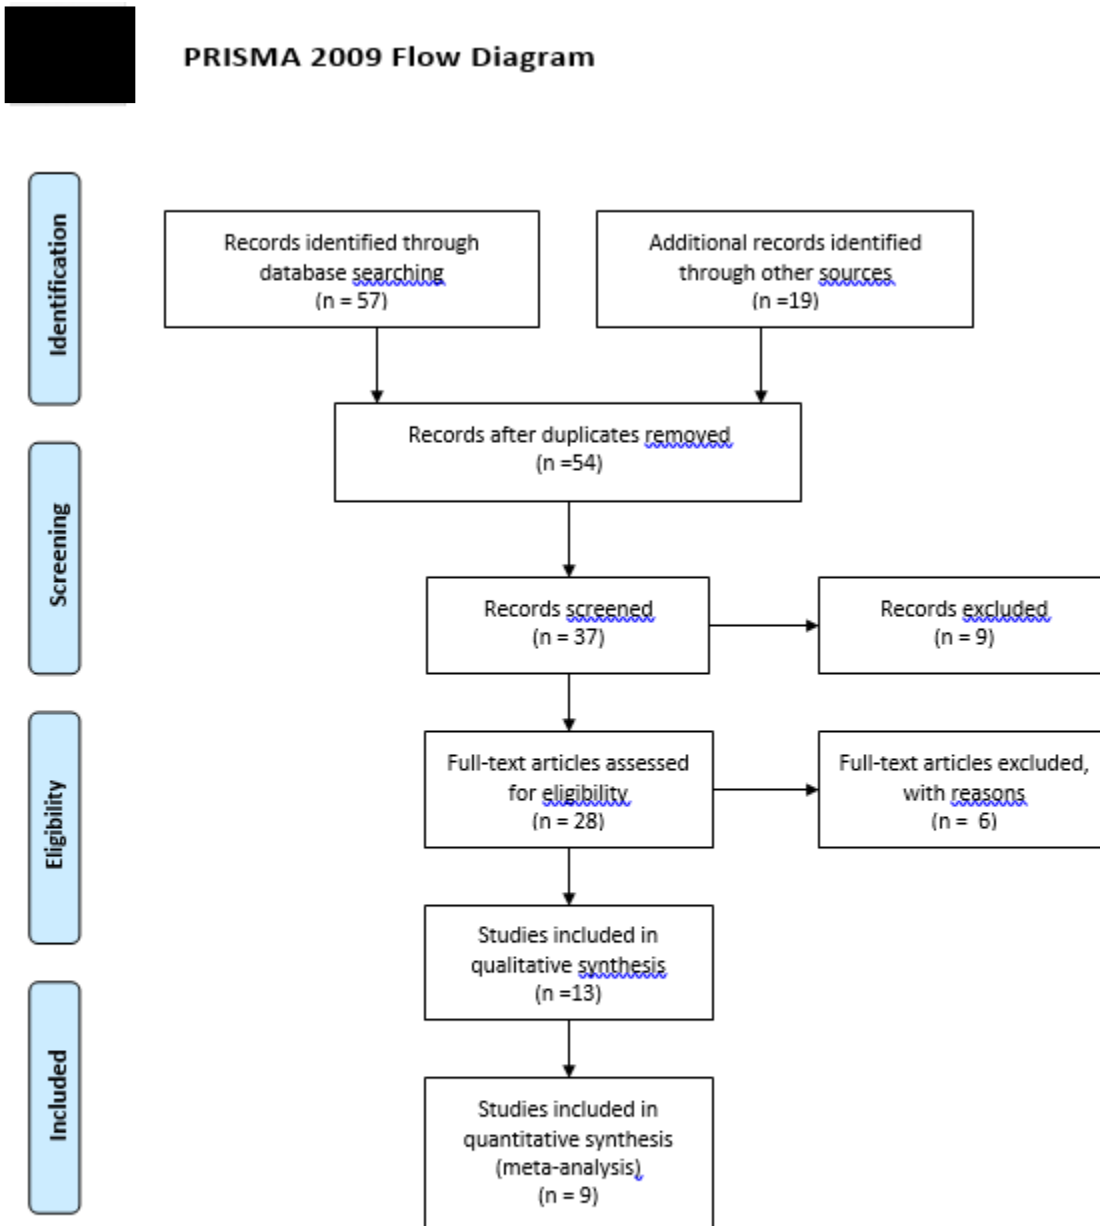 PRISMA 2009 Flow Diagram
Identification
Records identified through
database searching
(n = 57)
Additional records identified
through other sources
(n =19)
Records after duplicates removed
(n =54)
Screening
Records screened
(n = 37)
Records excluded
(n = 9)
Eligibility
Full-text articles assessed
for eligibility
(n = 28)
Full-text articles excluded,
with reasons
(n =  6)
Studies included in
qualitative synthesis
(n =13)
Included
Studies included in
quantitative synthesis
(meta-analysis)
(n = 9)